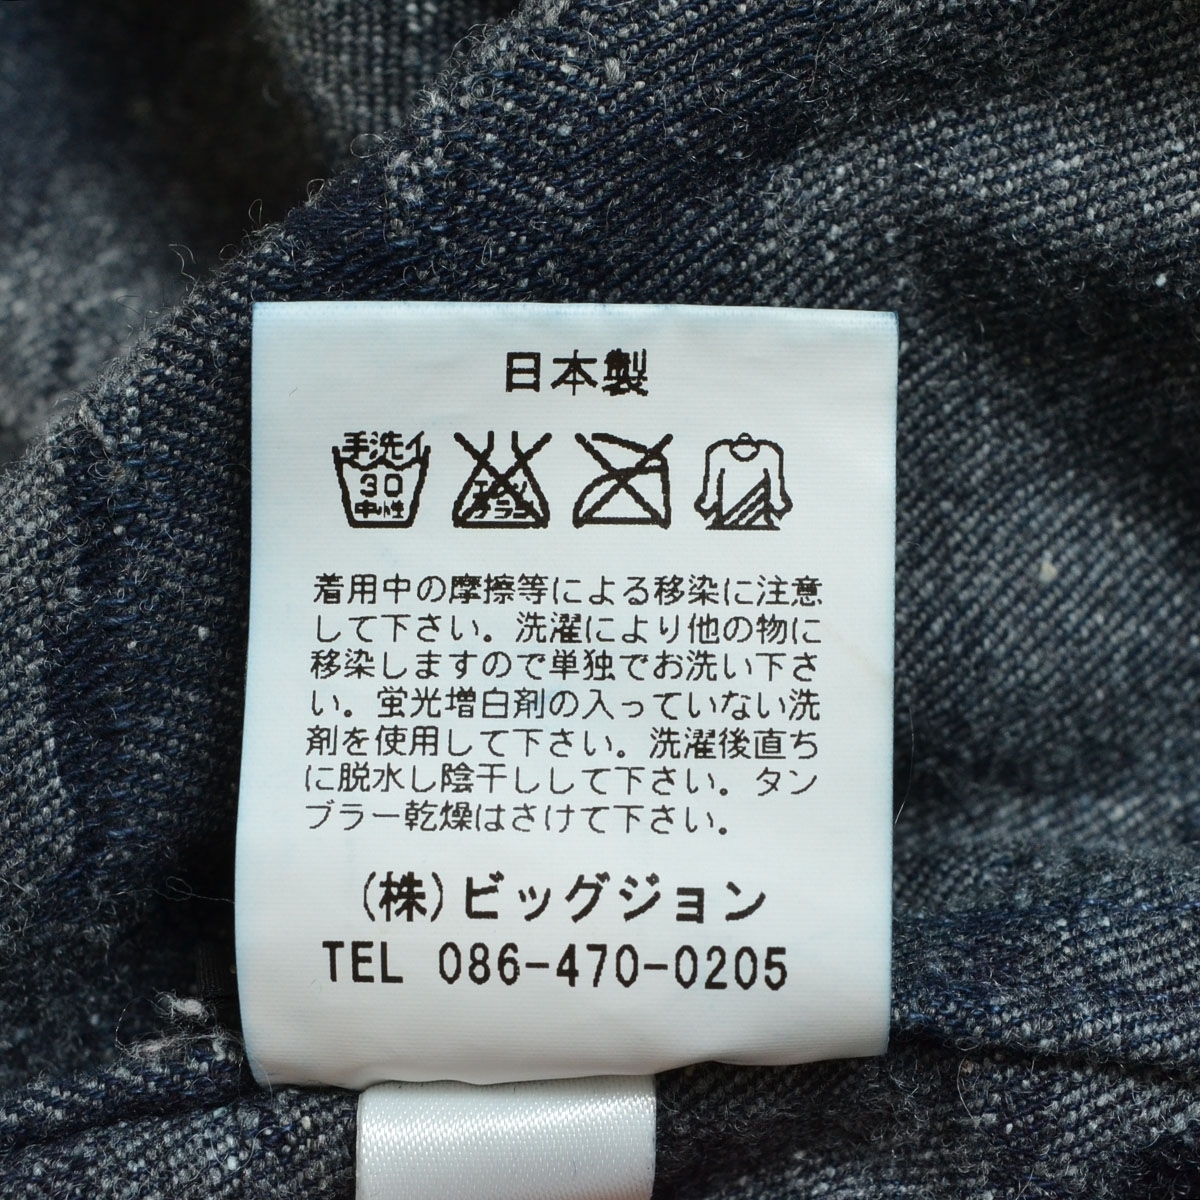 日本製
手洗イ
30
中性
エンソ
サラシ
着用中の摩擦等による移染に注意
して下さい。洗濯により他の物に
移染しますので単独でお洗い下さ
い。蛍光増白剤の入っていない洗
剤を使用して下さい。洗濯後直ち
に脱水し陰干しして下さい。タン
ブラー乾燥はさけて下さい。
(株)ビッグジョン
TEL 086-470-0205